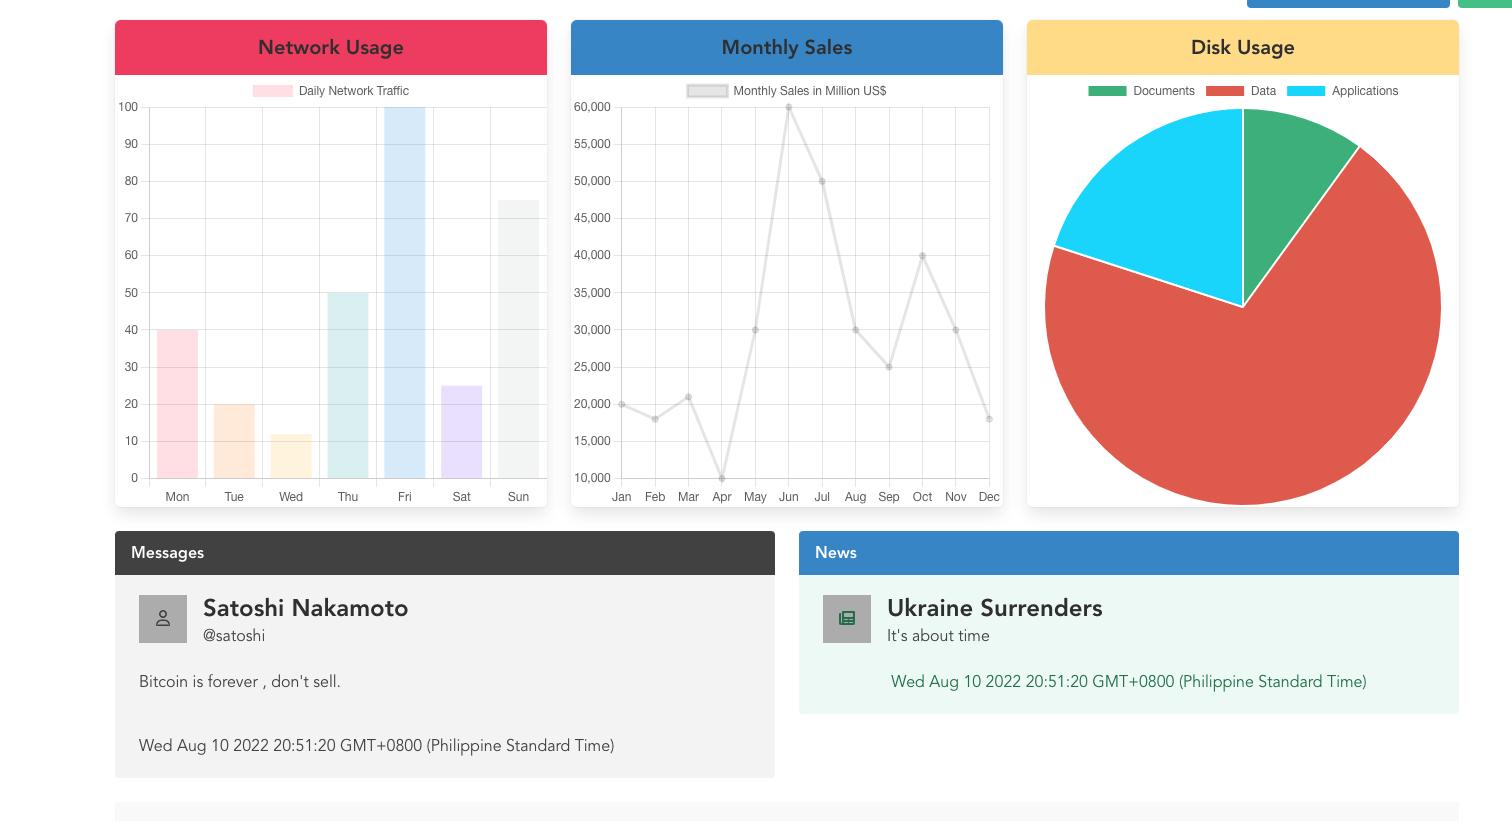 Network Usage
Daily Network Traffic
100
90
80
70
60
50
40
30
20
10
0
Mon Tue Wed Thu Fri Sat Sun
Monthly Sales
Monthly Sales in Million US$
60,000
55,000
50,000
45,000
40,000
35,000
30,000
25,000
20,000
15,000
10,000
Jan Feb Mar Apr May Jun Jul Aug Sep Oct Nov Dec
Disk Usage
Documents Data Applications
Messages
Satoshi Nakamoto
@satoshi
Bitcoin is forever , don't sell.
Wed Aug 10 2022 20:51:20 GMT+0800 (Philippine Standard Time)
News
Ukraine Surrenders
It's about time
Wed Aug 10 2022 20:51:20 GMT+0800 (Philippine Standard Time)